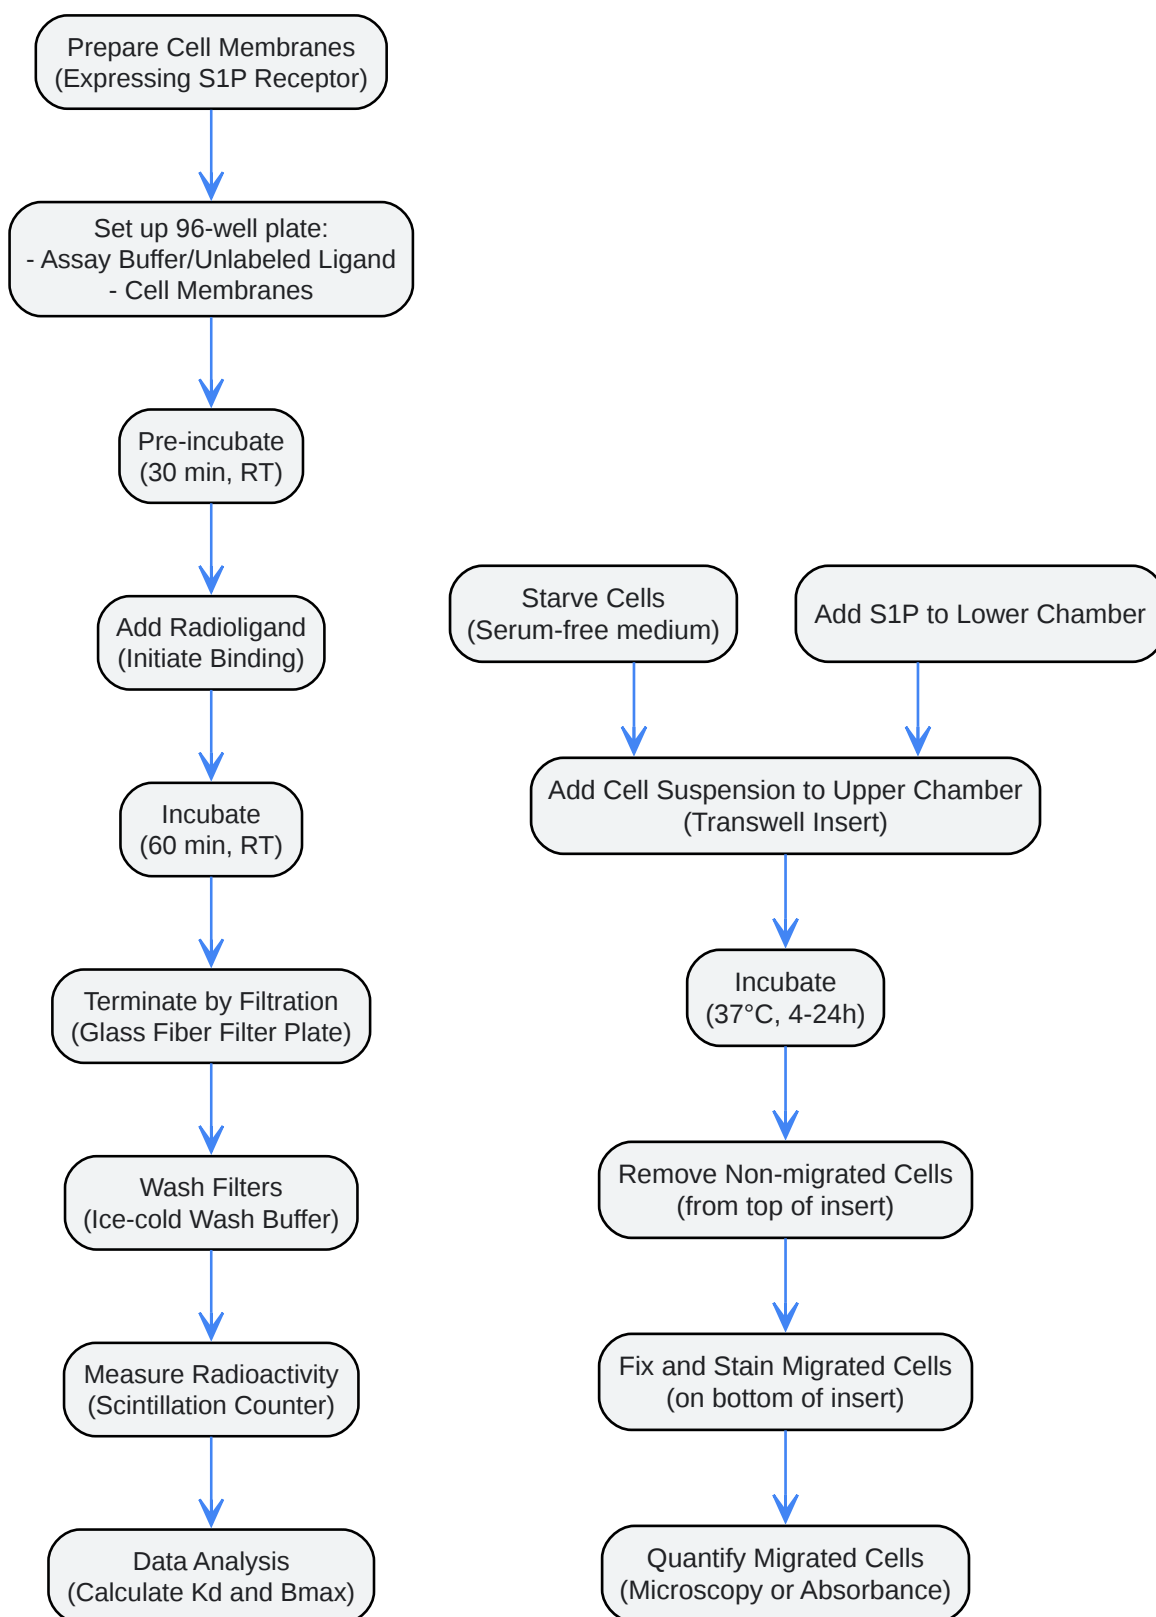 Prepare Cell Membranes
(Expressing S1P Receptor)
Set up 96-well plate:
- Assay Buffer/Unlabeled Ligand
- Cell Membranes
Pre-incubate
(30 min, RT)
Add Radioligand
(Initiate Binding)
Incubate
(60 min, RT)
Terminate by Filtration
(Glass Fiber Filter Plate)
Wash Filters
(Ice-cold Wash Buffer)
Measure Radioactivity
(Scintillation Counter)
Data Analysis
(Calculate Kd and Bmax)
Starve Cells
(Serum-free medium)
Add S1P to Lower Chamber
Add Cell Suspension to Upper Chamber
(Transwell Insert)
Incubate
(37°C, 4-24h)
Remove Non-migrated Cells
(from top of insert)
Fix and Stain Migrated Cells
(on bottom of insert)
Quantify Migrated Cells
(Microscopy or Absorbance)